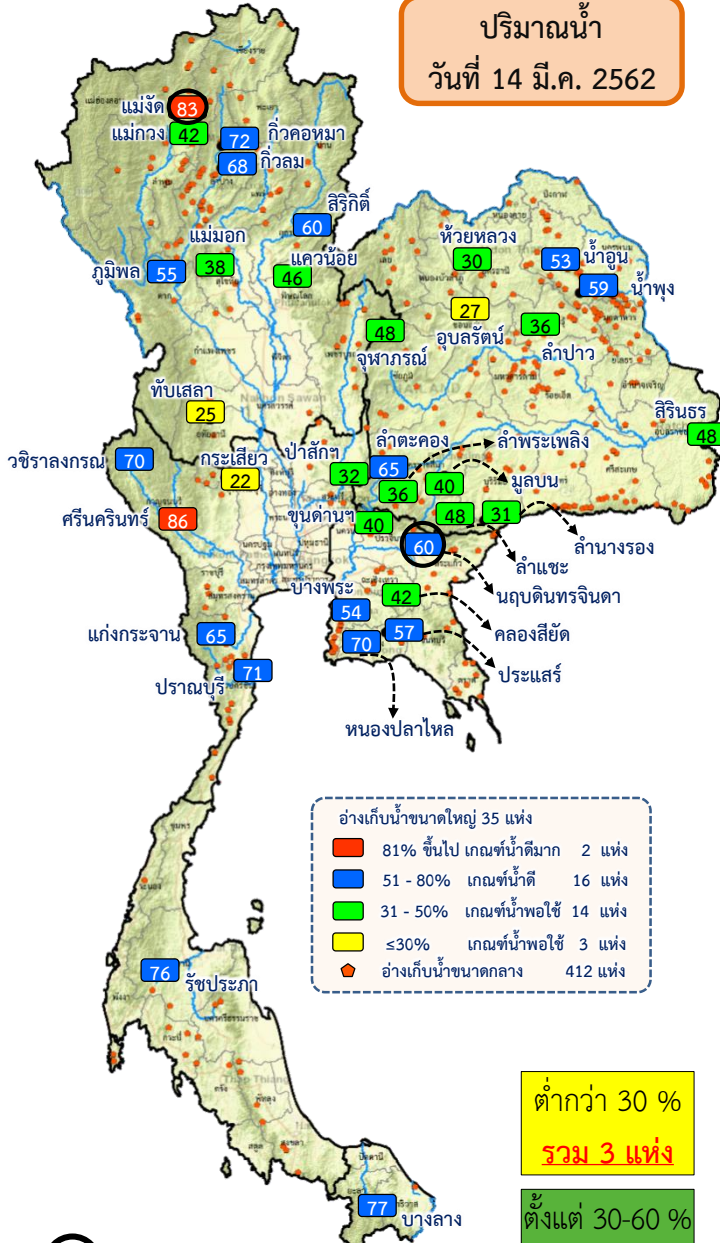 ปริมาณน้ำ
วันที่ 14 มี.ค. 2562
แม่งัด 83
แม่กวง 42
72 กิ่วคอหมา
68 กิ่วลม
สิริกิติ์
60
แม่มอก
38
ภูมิพล 55
แควน้อย
46
ห้วยหลวง
30
53 น้ำอูน
59 น้ำพุง
27
อุบลรัตน์
36
ลำปาว
48
จุฬาภรณ์
ทับเสลา
25
สิรินธร
48
วชิราลงกรณ์ 70
กระเสียว
22
ป่าสักฯ
32
ลำตะคอง
65
ลำพระเพลิง
36
40
มูลบน
ศรีนครินทร์ 86
ขุนด่านฯ
40
48
31
ลำนางรอง
ลำแชะ
60
นฤบดินทรจินดา
บางพระ
54
42
คลองสียัด
แก่งกระจาน 65
70
57
ประแสร์
ปราณบุรี 71
หนองปลาไหล
อ่างเก็บน้ำขนาดใหญ่ 35 แห่ง
81% ขึ้นไป เกณฑ์น้ำดีมาก 2 แห่ง
51 - 80% เกณฑ์น้ำดี 16 แห่ง
31 - 50% เกณฑ์น้ำพอใช้ 14 แห่ง
≤30% เกณฑ์น้ำพอใช้ 3 แห่ง
อ่างเก็บน้ำขนาดกลาง 412 แห่ง
76
รัชประภา
77
บางลาง
ต่ำกว่า 30 %
รวม 3 แห่ง
ตั้งแต่ 30-60 %